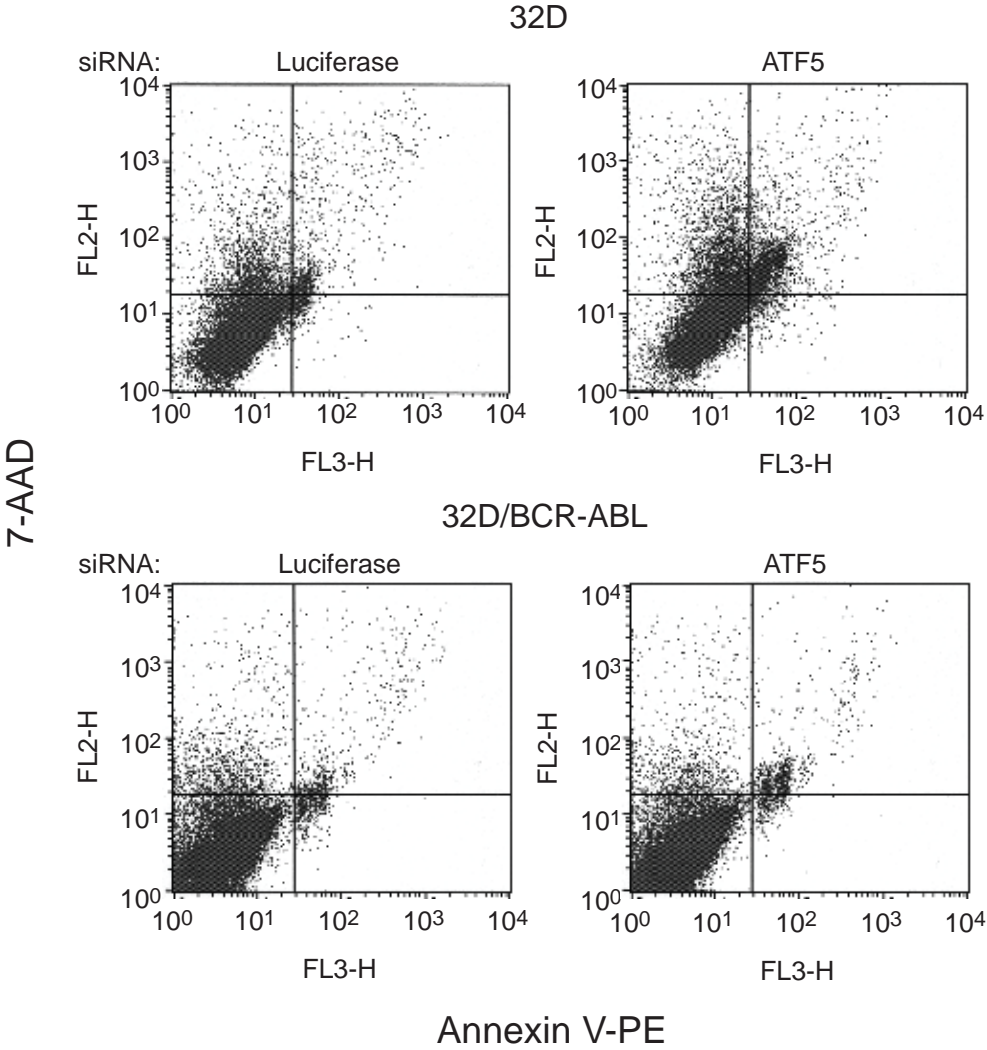 32D
siRNA: Luciferase ATF5
10⁴ 10⁴
10³ 10³
10² 10²
10¹ 10¹
10⁰ 10⁰
FL2-H FL2-H
10⁰ 10¹ 10² 10³ 10⁴ 10⁰ 10¹ 10² 10³ 10⁴
FL3-H FL3-H
7-AAD
32D/BCR-ABL
siRNA: Luciferase ATF5
10⁴ 10⁴
10³ 10³
10² 10²
10¹ 10¹
10⁰ 10⁰
FL2-H FL2-H
10⁰ 10¹ 10² 10³ 10⁴ 10⁰ 10¹ 10² 10³ 10⁴
FL3-H FL3-H
Annexin V-PE